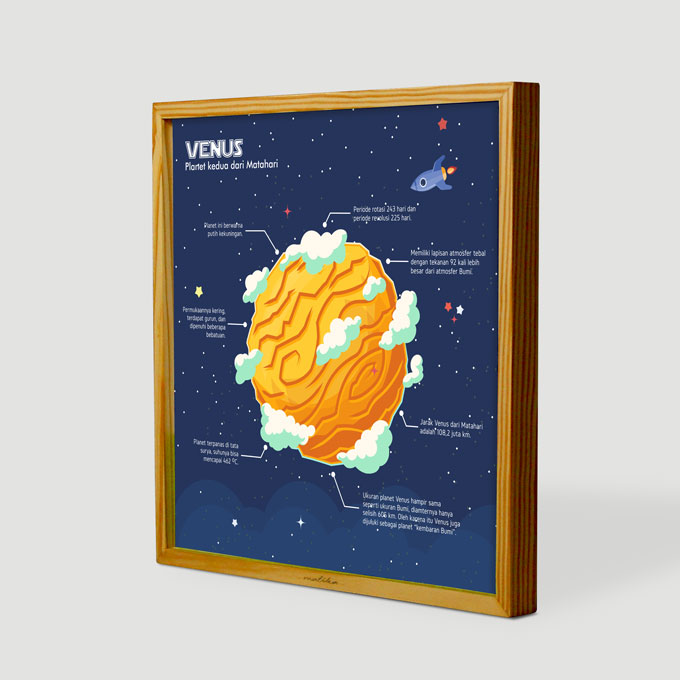 VENUS
Planet kedua dari Matahari
Periode rotasi 243 hari dan
periode revolusi 225 hari.
Planet ini berwarna
putih kekuningan.
Memiliki lapisan atmosfer tebal
dengan tekanan 92 kali lebih
besar dari atmosfer Bumi.
Permukaannya kering,
terdapat gurun, dan
dipenuhi beberapa
bebatuan.
Jarak Venus dari Matahari
adalah 108,2 juta km.
Planet terpanas di tata
surya, suhunya bisa
mencapai 462 ºC.
Ukuran planet Venus hampir sama
seperti ukuran Bumi, diamternya hanya
selisih km. Oleh karena itu Venus juga
dijuluki sebagai planet "kembaran Bumi".